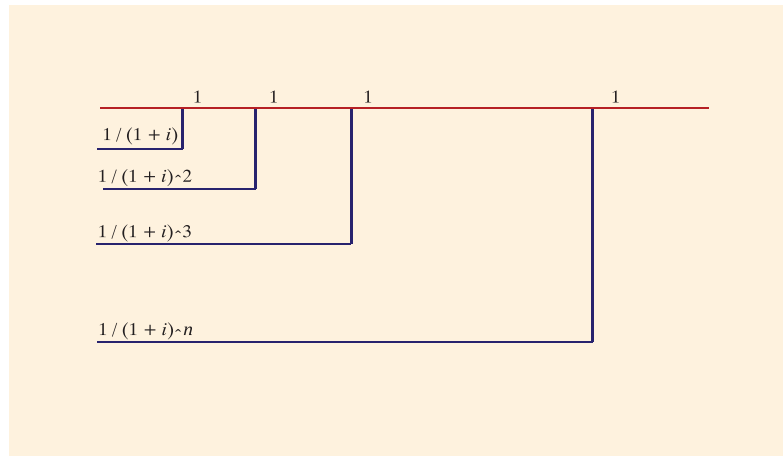 1 1 1 1
1 / (1 + i)
1 / (1 + i)^2
1 / (1 + i)^3
1 / (1 + i)^n